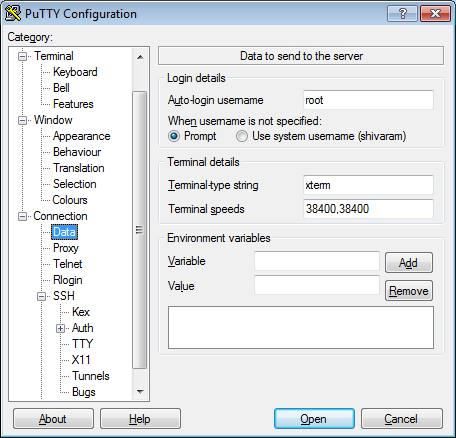 PuTTY Configuration
Category:
Terminal
Keyboard
Bell
Features
Window
Appearance
Behaviour
Translation
Selection
Colours
Connection
Data
Proxy
Telnet
Rlogin
SSH
Kex
Auth
TTY
X11
Tunnels
Bugs
Data to send to the server
Login details
Auto-login username root
When username is not specified:
Prompt Use system username (shivaram)
Terminal details
Terminal-type string xterm
Terminal speeds 38400,38400
Environment variables
Variable Add
Value Remove
About Help Open Cancel